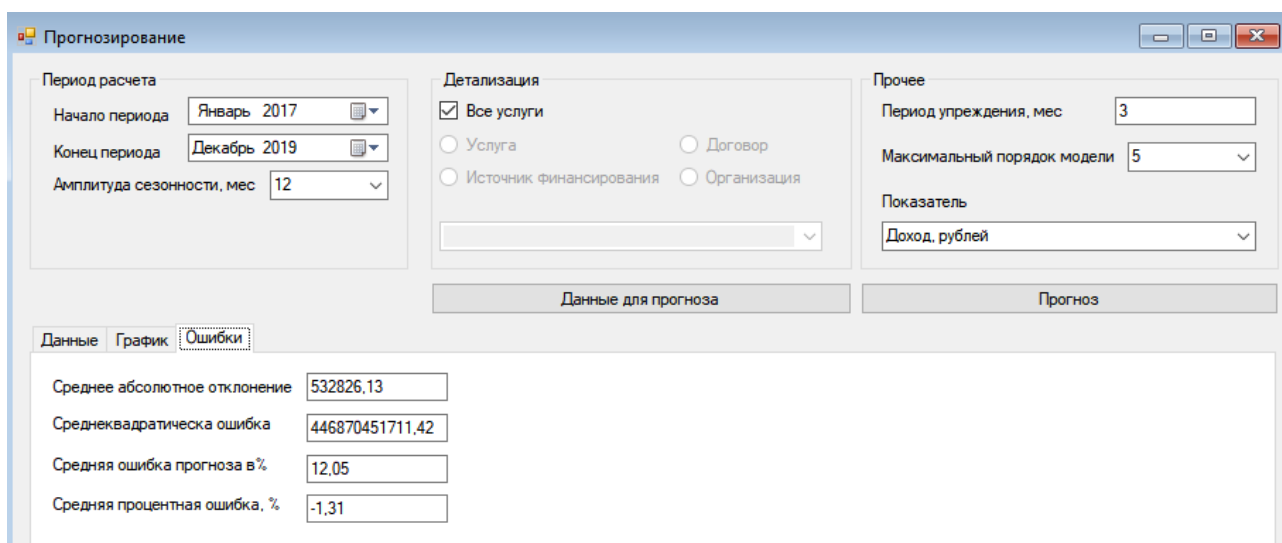 Прогнозирование
Период расчета
Начало периода Январь 2017
Конец периода Декабрь 2019
Амплитуда сезонности, мес 12
Детализация
Все услуги
Услуга Договор
Источник финансирования Организация
Прочее
Период упреждения, мес 3
Максимальный порядок модели 5
Показатель
Доход, рублей
Данные для прогноза Прогноз
Данные График Ошибки
Среднее абсолютное отклонение 532826,13
Среднеквадратическа ошибка 446870451711,42
Средняя ошибка прогноза в% 12,05
Средняя процентная ошибка, % -1,31